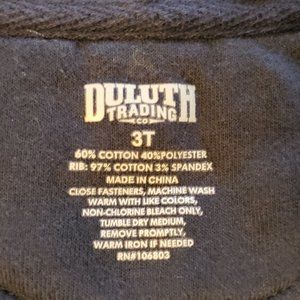 DULUTH
TRADING
CO
3T
60% COTTON 40%POLYESTER
RIB: 97% COTTON 3% SPANDEX
MADE IN CHINA
CLOSE FASTENERS, MACHINE WASH
WARM WITH LIKE COLORS,
NON-CHLORINE BLEACH ONLY,
TUMBLE DRY MEDIUM,
REMOVE PROMPTLY,
WARM IRON IF NEEDED
RN#106803